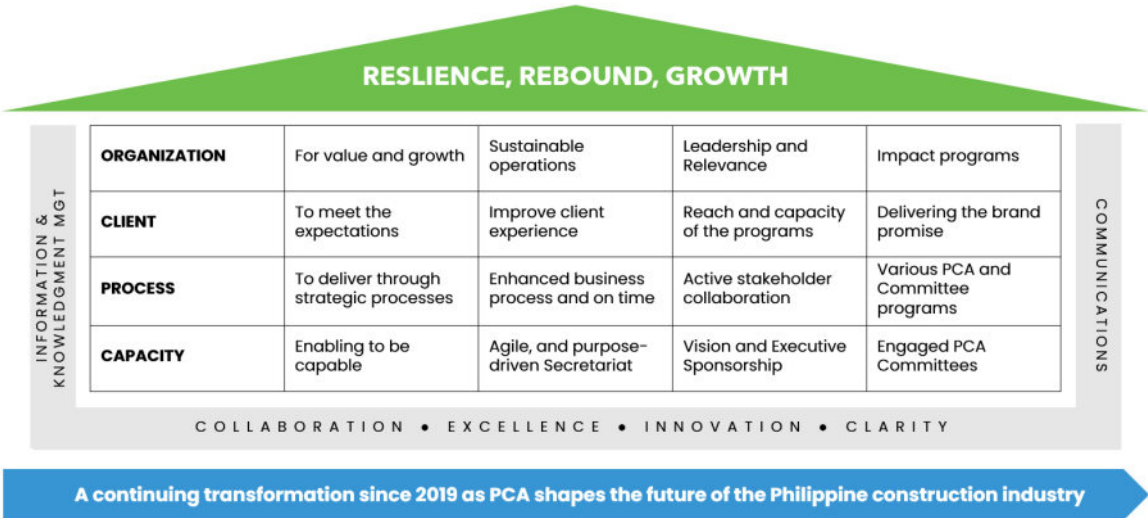 RESLIENCE, REBOUND, GROWTH
INFORMATION &
KNOWLEDGMENT MGT
ORGANIZATION
For value and growth
Sustainable
operations
Leadership and
Relevance
Impact programs
CLIENT
To meet the
expectations
Improve client
experience
Reach and capacity
of the programs
Delivering the brand
promise
PROCESS
To deliver through
strategic processes
Enhanced business
process and on time
Active stakeholder
collaboration
Various PCA and
Committee
programs
CAPACITY
Enabling to be
capable
Agile, and purpose-
driven Secretariat
Vision and Executive
Sponsorship
Engaged PCA
Committees
COMMUNICATIONS
COLLABORATION • EXCELLENCE • INNOVATION • CLARITY
A continuing transformation since 2019 as PCA shapes the future of the Philippine construction industry